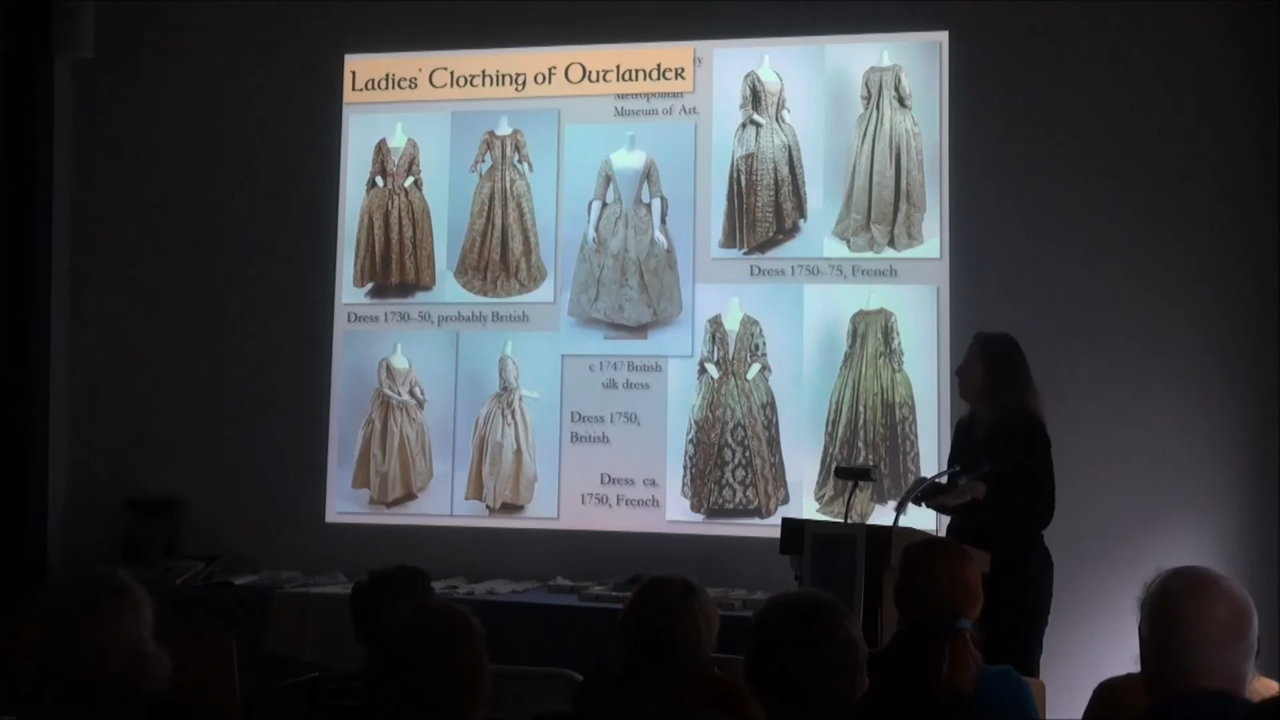 Ladies' Clothing of Outlander
Metropolitan
Museum of Art.
Dress 1750–75, French
Dress 1730–50, probably British
c 1747 British
silk dress
Dress 1750,
British
Dress ca.
1750, French